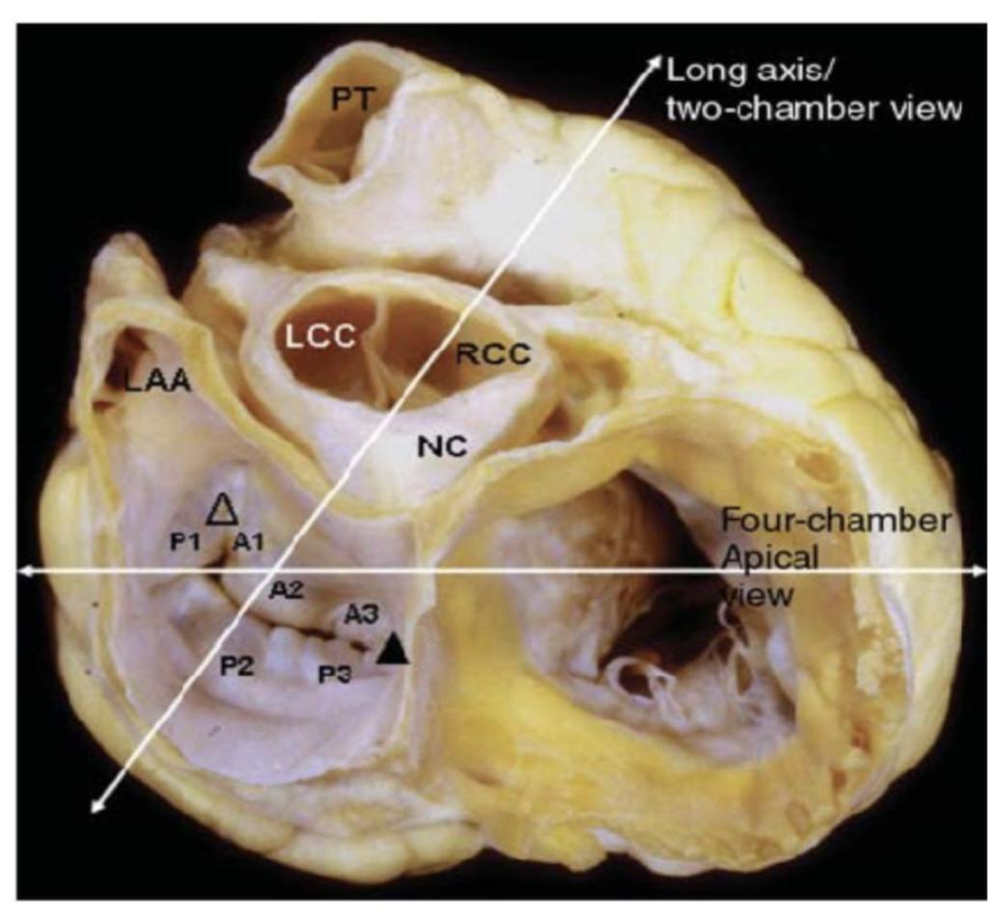 PT
Long axis/
two-chamber view
LCC
RCC
LAA
NC
P1
A1
Four-chamber
Apical
view
A2
A3
P2
P3